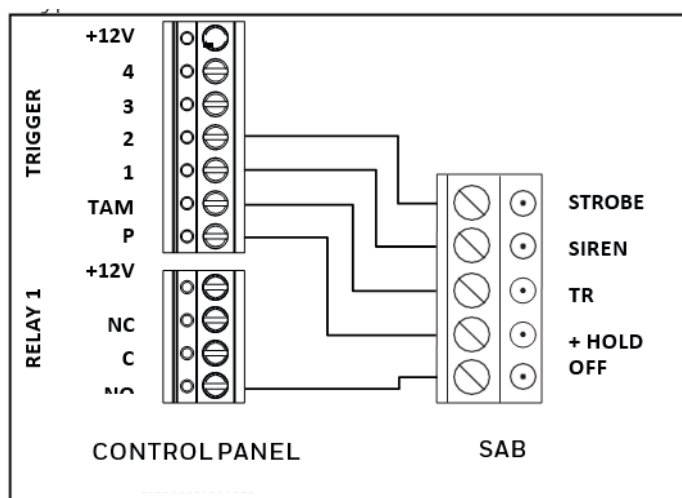 +12V
4
3
2
1
TAM
P
TRIGGER
+12V
NC
C
NO
RELAY 1
STROBE
SIREN
TR
+ HOLD
OFF
CONTROL PANEL
SAB